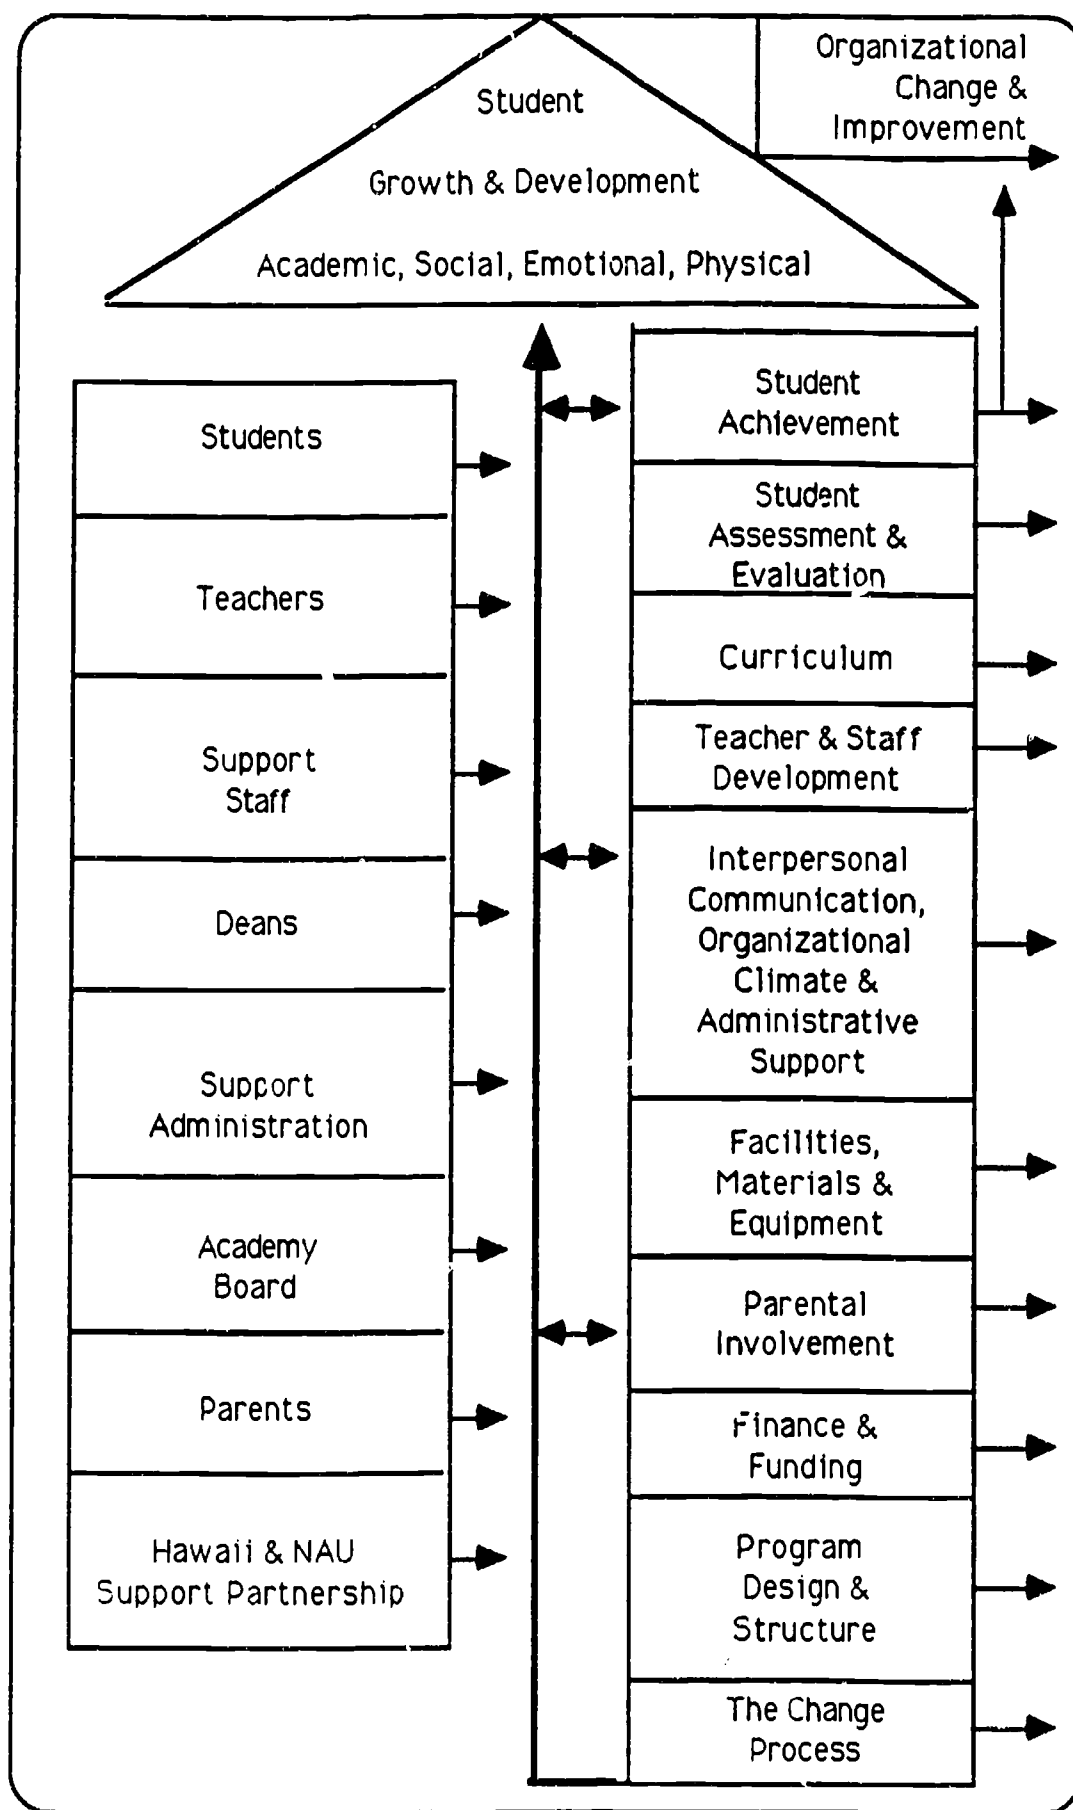 Organizational
Change &
Improvement
Student
Growth & Development
Academic, Social, Emotional, Physical
Students
Teachers
Support
Staff
Deans
Support
Administration
Academy
Board
Parents
Hawaii & NAU
Support Partnership
Student
Achievement
Student
Assessment &
Evaluation
Curriculum
Teacher & Staff
Development
Interpersonal
Communication,
Organizational
Climate &
Administrative
Support
Facilities,
Materials &
Equipment
Parental
Involvement
Finance &
Funding
Program
Design &
Structure
The Change
Process